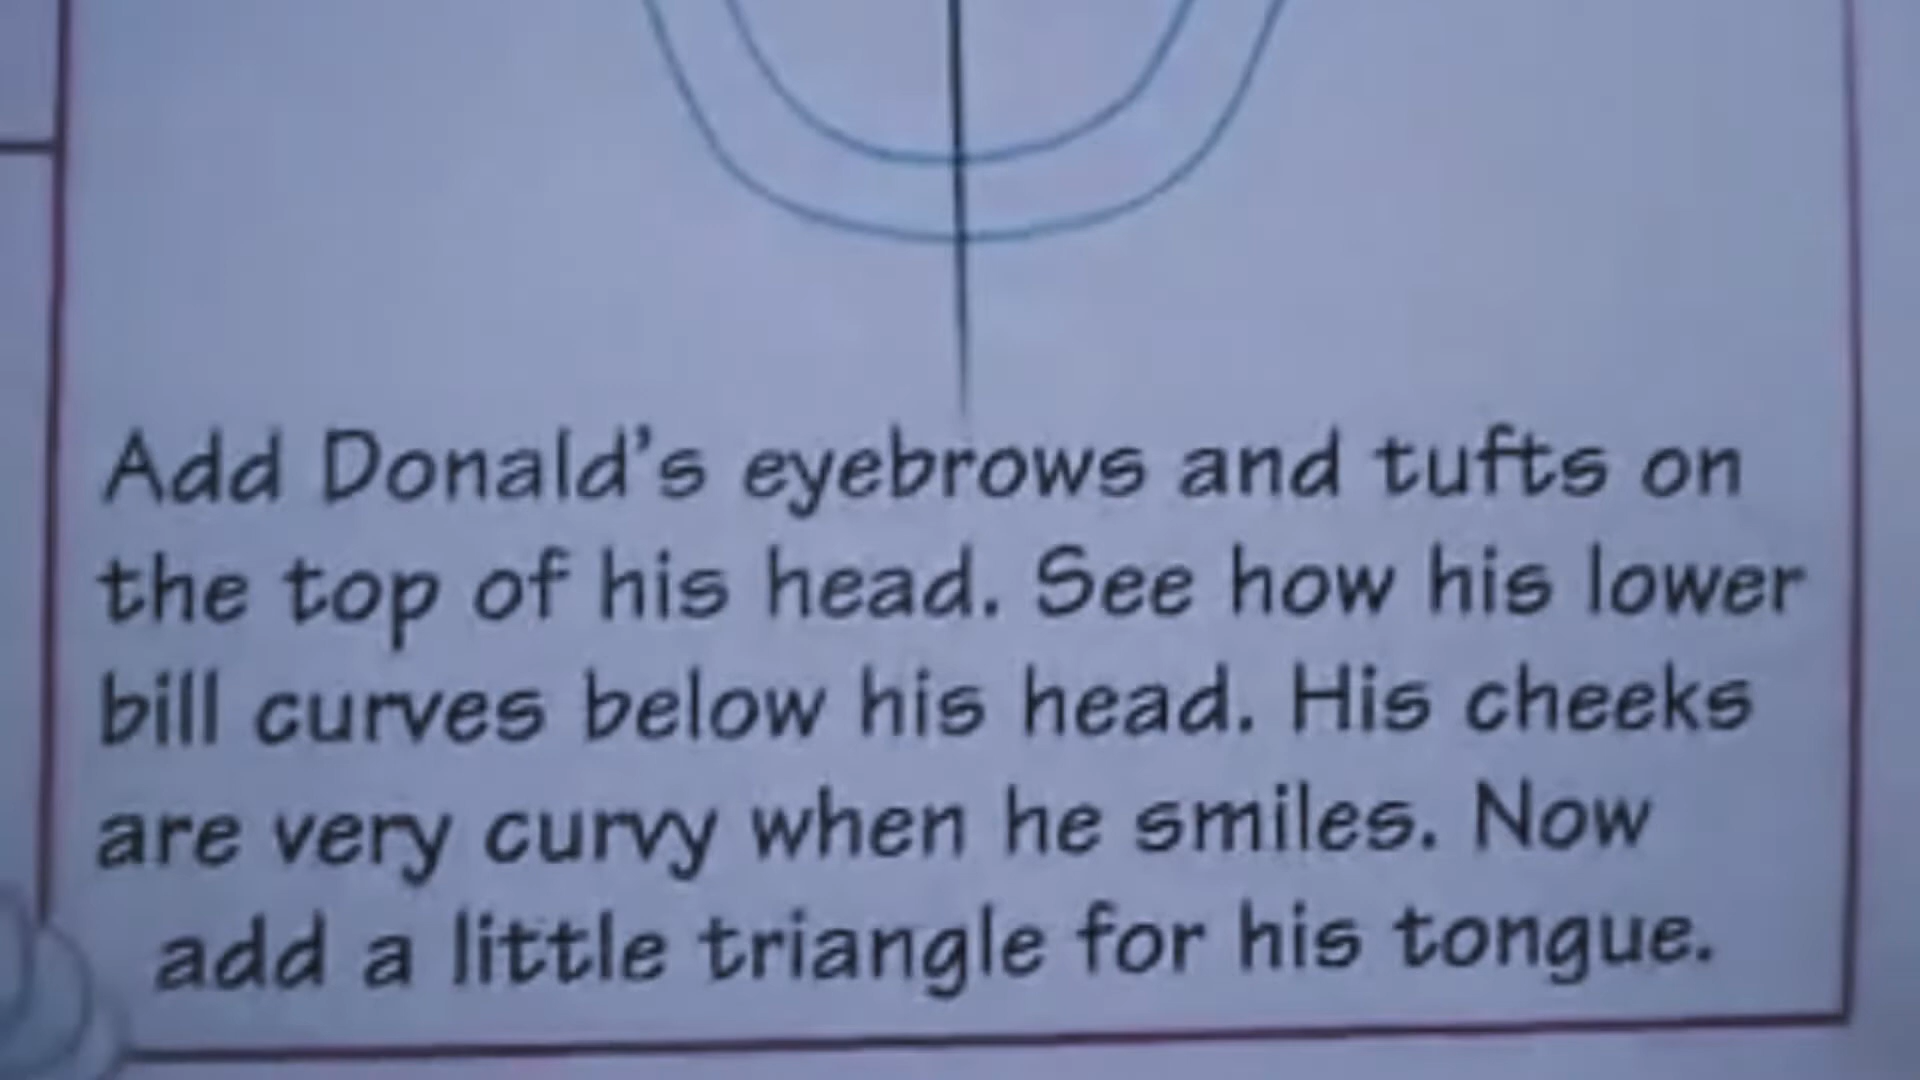 Add Donald's eyebrows and tufts on
the top of his head. See how his lower
bill curves below his head. His cheeks
are very curvy when he smiles. Now
add a little triangle for his tongue.